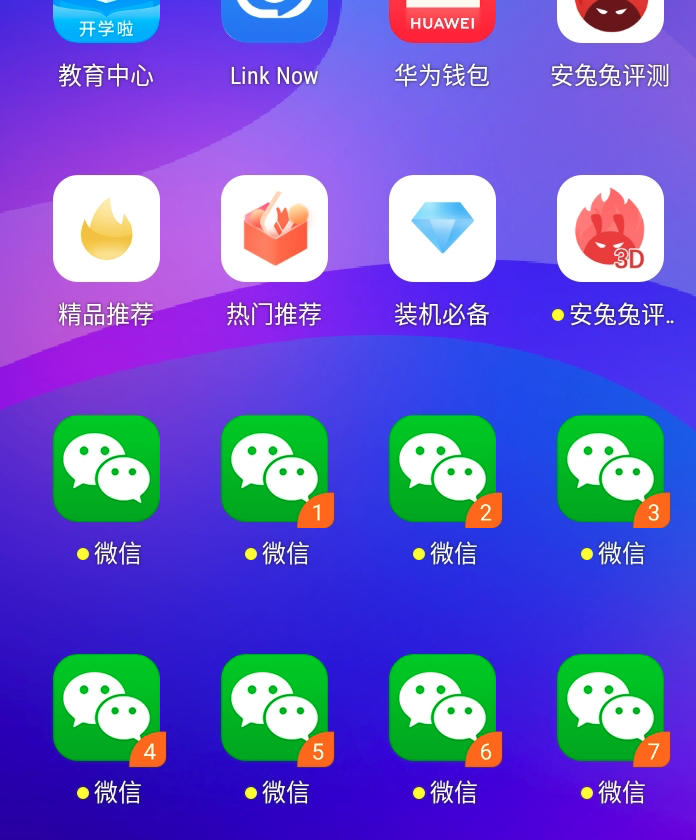 开学啦
HUAWEI
教育中心
Link Now
华为钱包
安兔兔评测
3D
精品推荐
热门推荐
装机必备
安兔兔评..
1
2
3
微信
微信
微信
微信
4
5
6
7
微信
微信
微信
微信